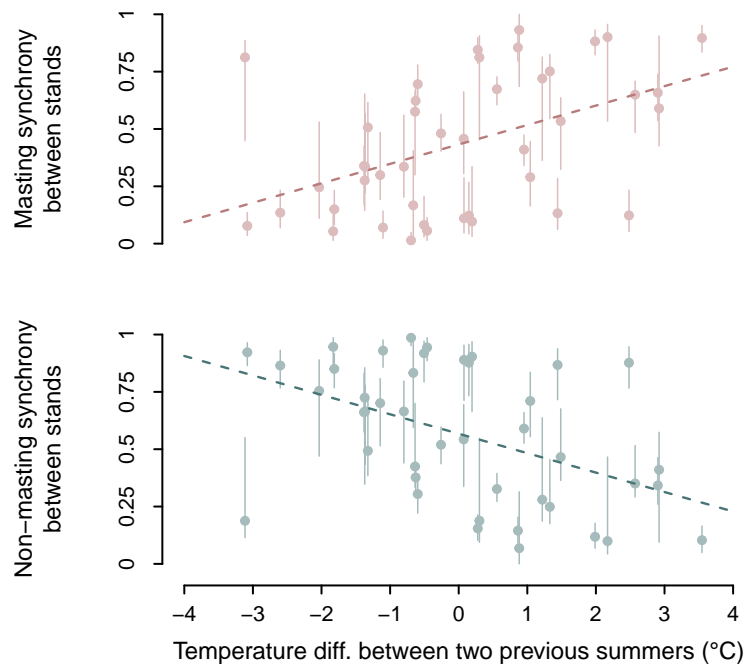 Masting synchrony
between stands
1
0.75
0.5
0.25
0
Non−masting synchrony
between stands
1
0.75
0.5
0.25
0
−4 −3 −2 −1 0 1 2 3 4
Temperature diff. between two previous summers (°C)